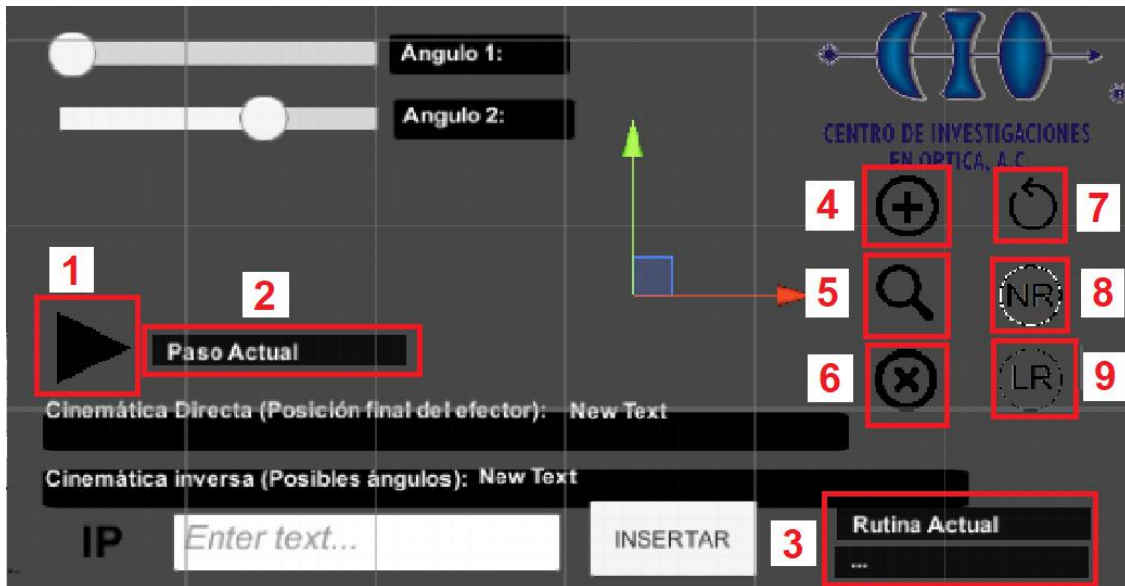 Angulo 1:
Angulo 2:
CENTRO DE INVESTIGACIONES
EN OPTICA, A.C.
4
7
1
2
5
NR
8
Paso Actual
6
LR
9
Cinemática Directa (Posición final del efector): New Text
Cinemática inversa (Posibles ángulos): New Text
IP
Enter text...
INSERTAR
3
Rutina Actual
...